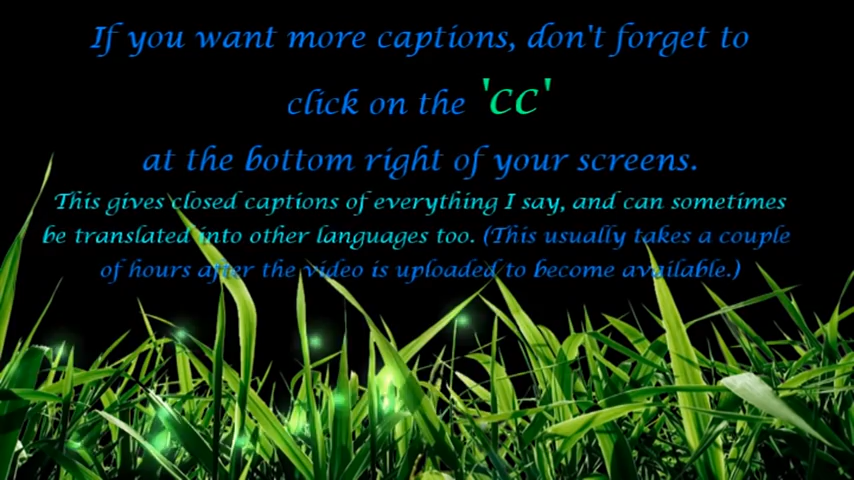 If you want more captions, don't forget to
click on the 'cc'
at the bottom right of your screens.
This gives closed captions of everything I say, and can sometimes
be translated into other languages too. (This usually takes a couple
of hours after the video is uploaded to become available.)